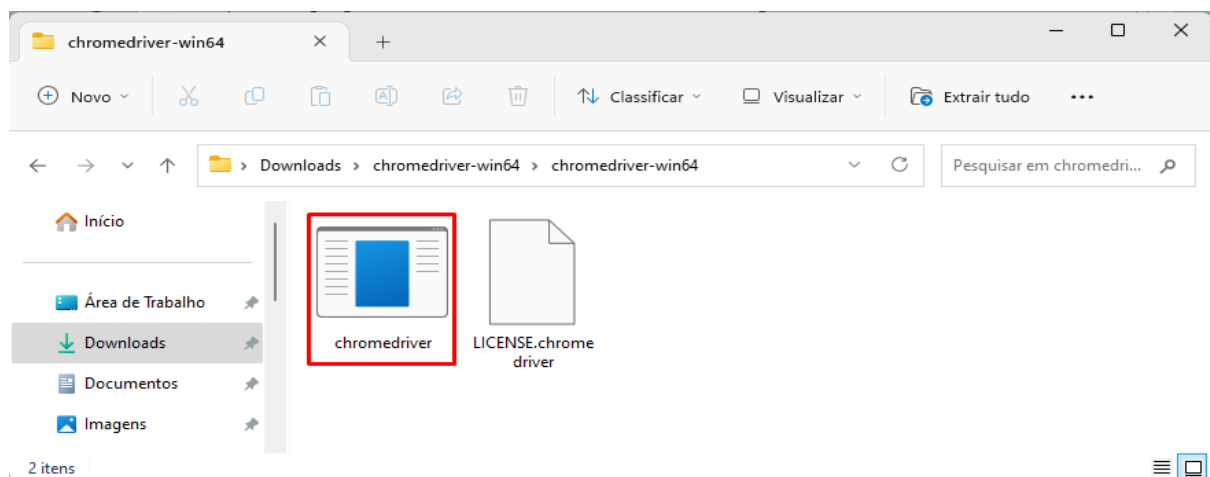 chromedriver-win64
Novo
Classificar
Visualizar
Extrair tudo
Downloads > chromedriver-win64 > chromedriver-win64
Pesquisar em chromedri...
Início
Área de Trabalho
Downloads
Documentos
Imagens
chromedriver
LICENSE.chrome
driver
2 itens